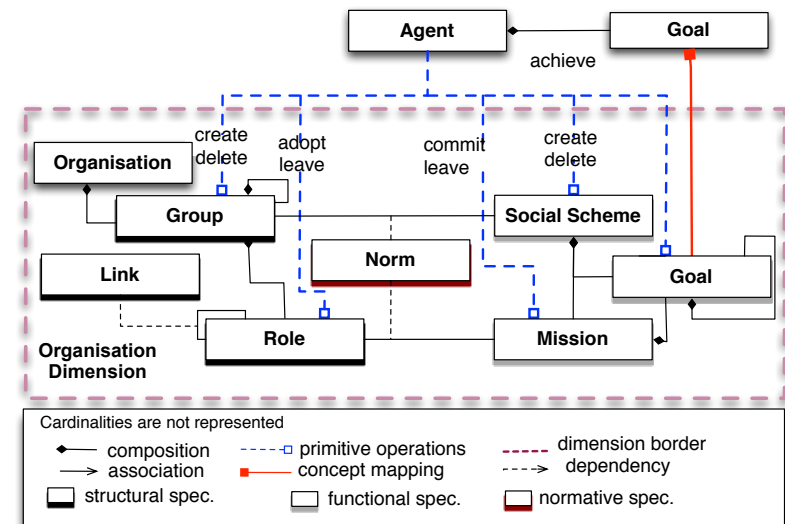 Agent
Goal
achieve
create
delete
adopt
leave
commit
leave
create
delete
Organisation
Group
Social Scheme
Norm
Link
Goal
Role
Mission
Organisation
Dimension
Cardinalities are not represented
composition
primitive operations
dimension border
association
concept mapping
dependency
structural spec.
functional spec.
normative spec.